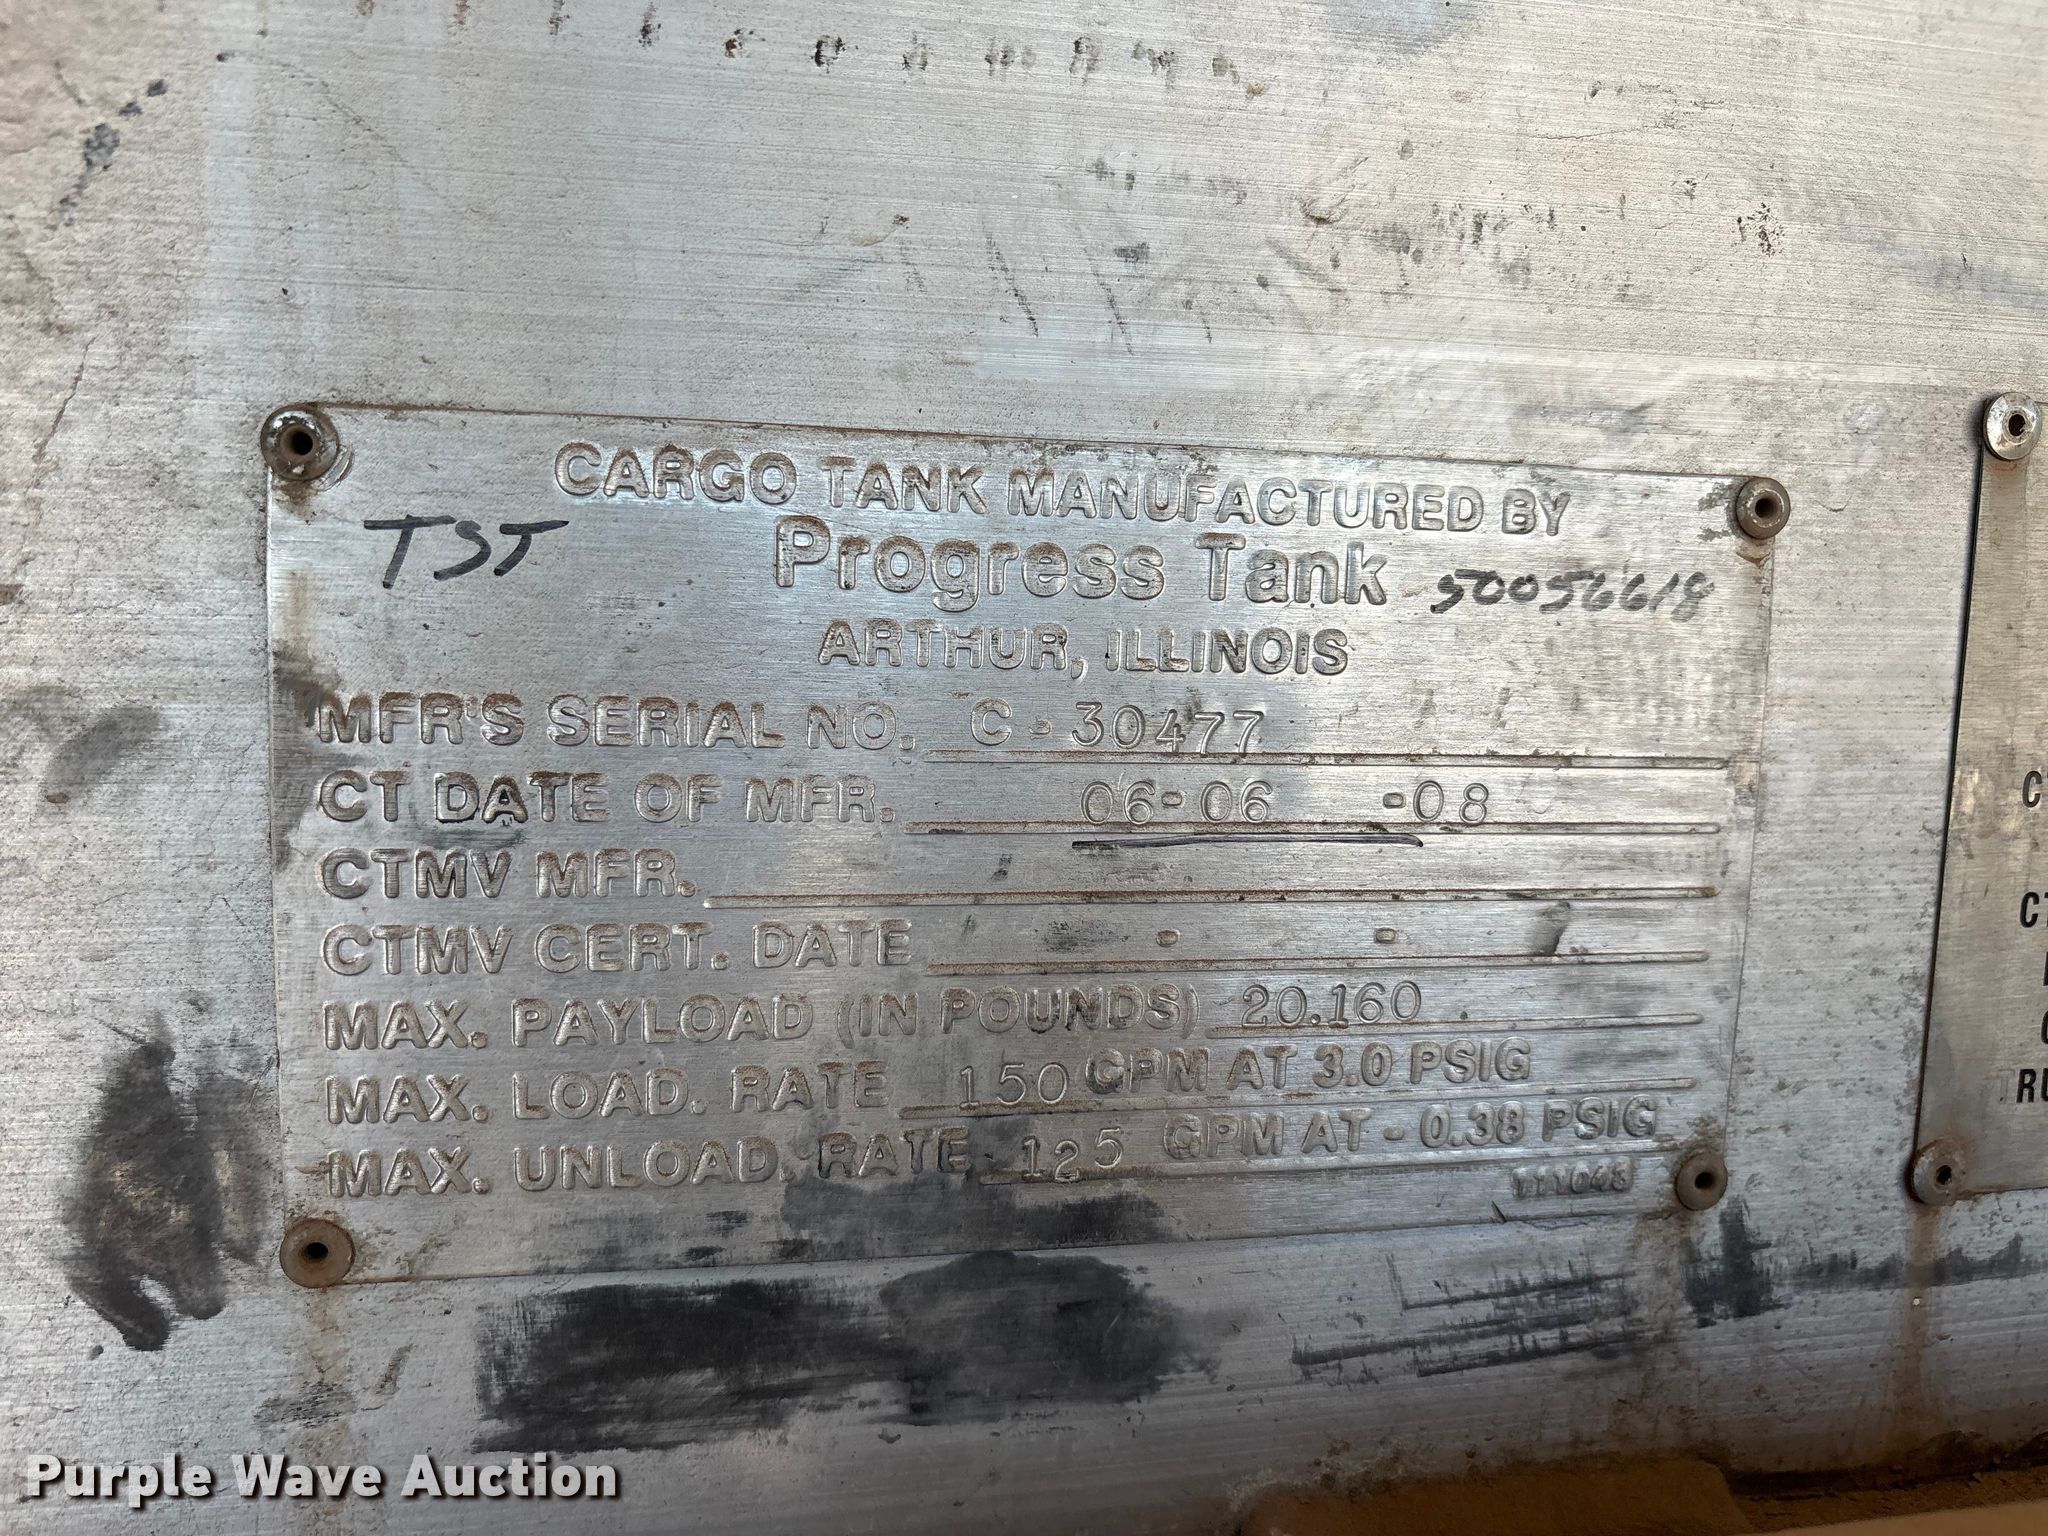 CARGO TANK MANUFACTURED BY
TST
Progress Tank
50056618
ARTHUR, ILLINOIS
MFR'S SERIAL NO. C-30477
CT DATE OF MFR. 06-06 -08
CTMV MFR.
CTMV CERT. DATE - -
MAX. PAYLOAD (IN POUNDS) 20.160
MAX. LOAD. RATE 150 GPM AT 3.0 PSIG
MAX. UNLOAD. RATE 125 GPM AT - 0.38 PSIG
Purple Wave Auction